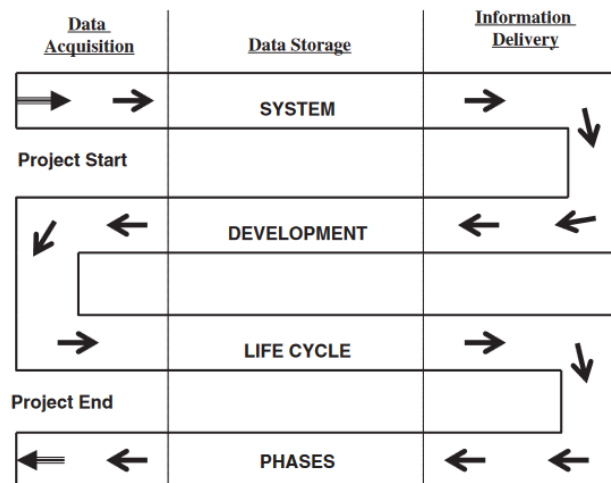 Data
Acquisition
Data Storage
Information
Delivery
SYSTEM
Project Start
DEVELOPMENT
LIFE CYCLE
Project End
PHASES